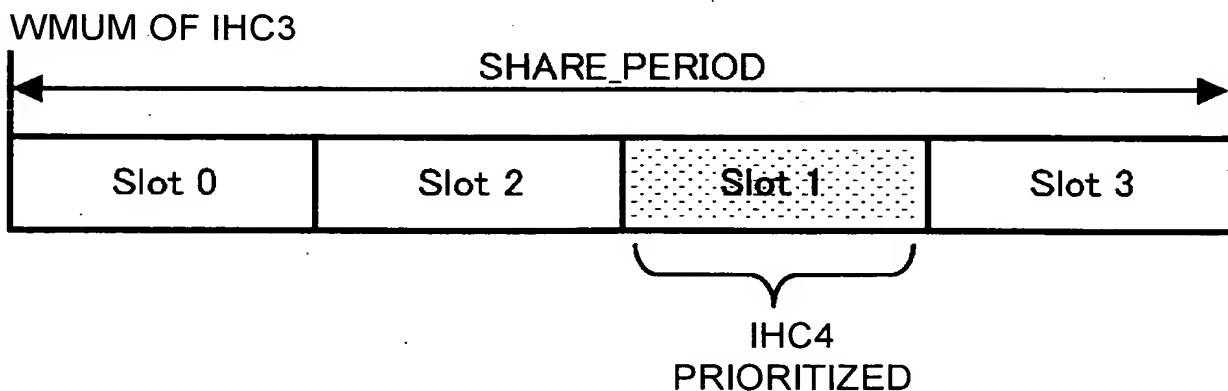 WMUM OF IHC3
SHARE_PERIOD
Slot 0
Slot 2
Slot 1
Slot 3
IHC4
PRIORITIZED